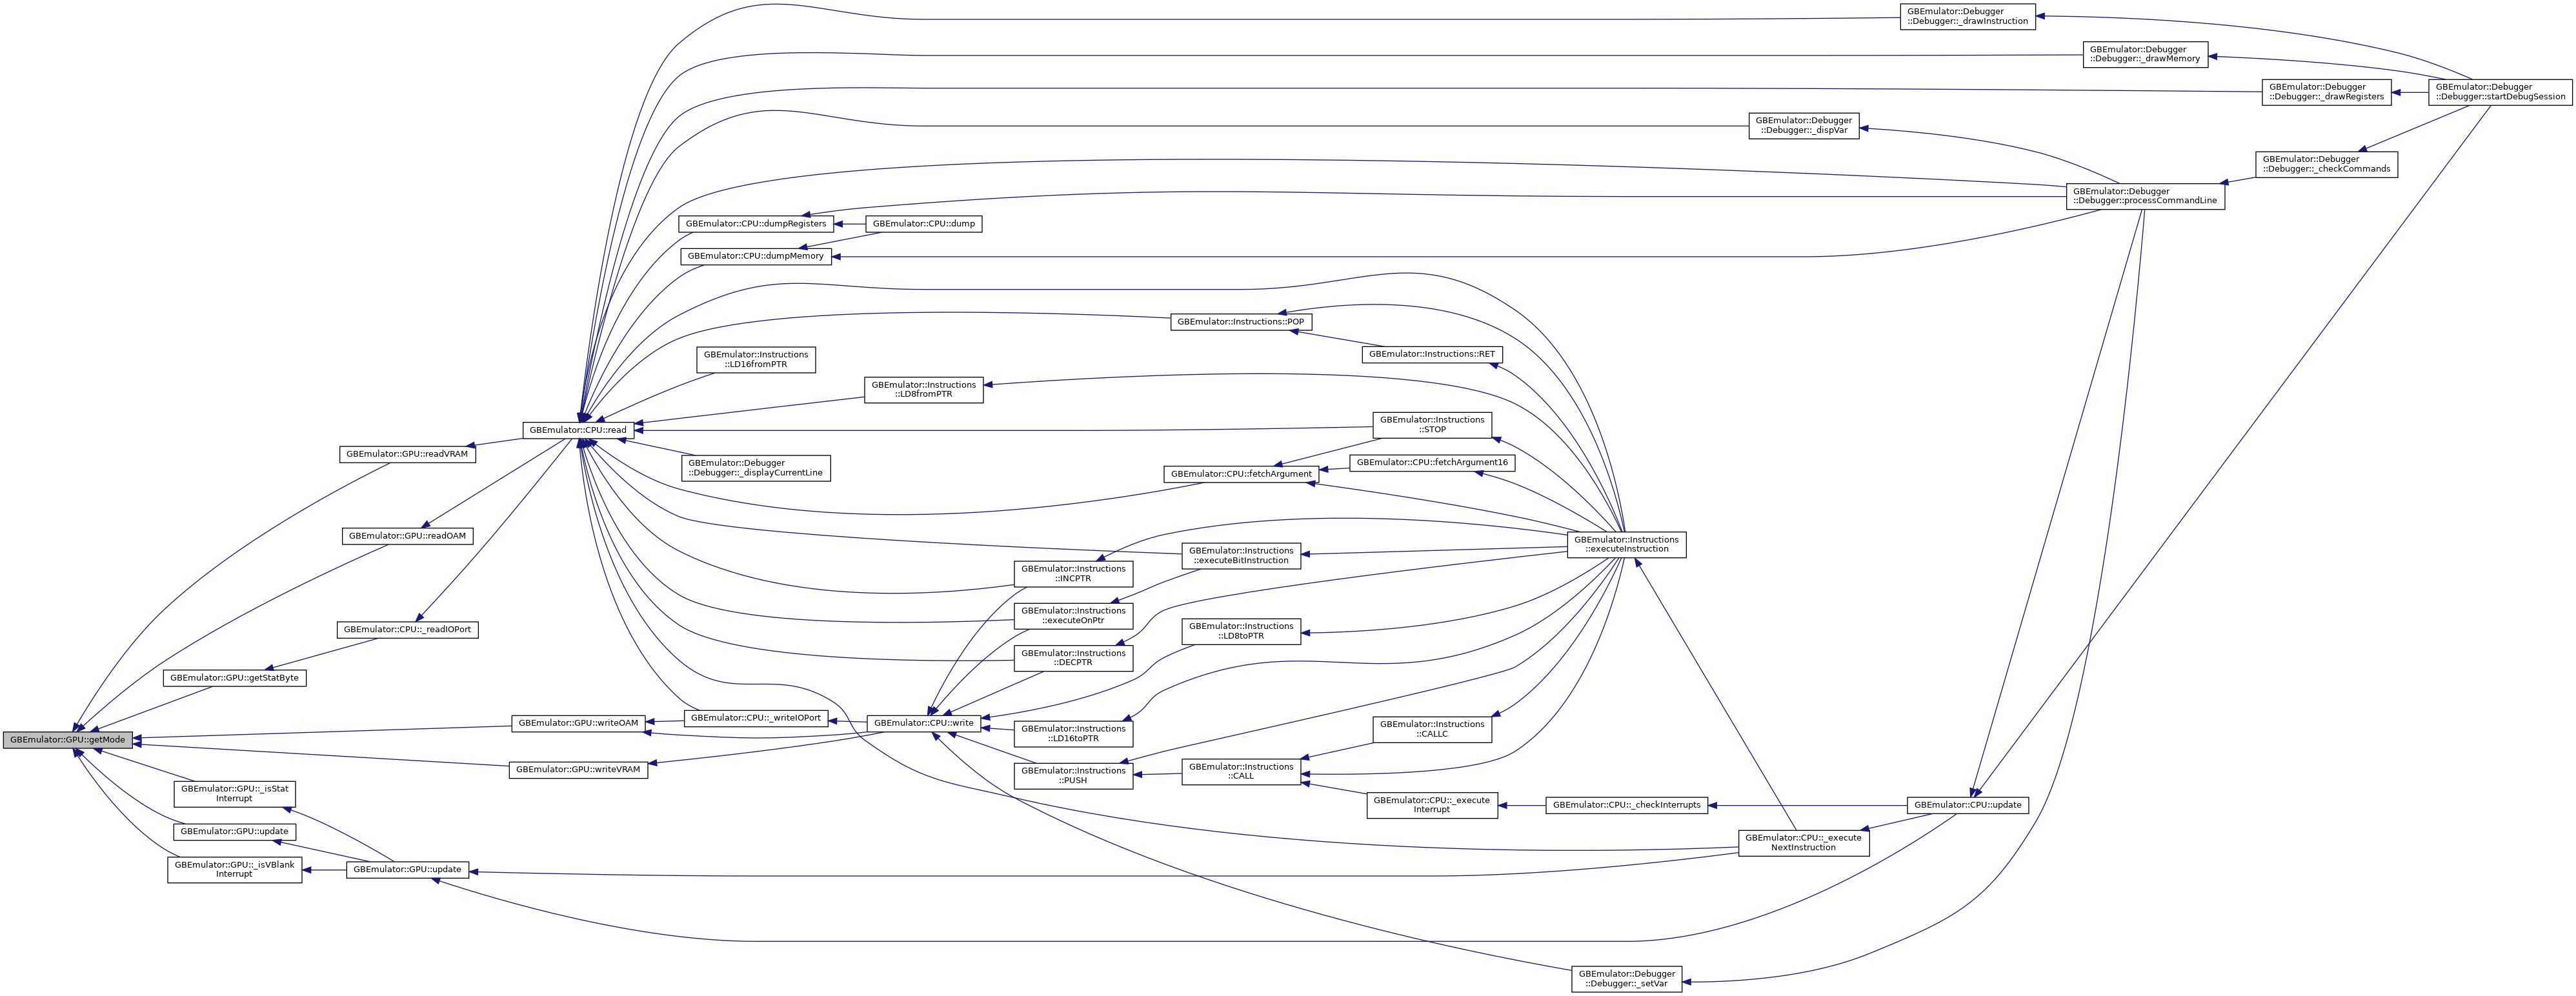 GBEmulator::Debugger
::Debugger::_drawInstruction
GBEmulator::Debugger
::Debugger::_drawMemory
GBEmulator::Debugger
::Debugger::_drawRegisters
GBEmulator::Debugger
::Debugger::startDebugSession
GBEmulator::Debugger
::Debugger::_dispVar
GBEmulator::Debugger
::Debugger::_checkCommands
GBEmulator::Debugger
::Debugger::processCommandLine
GBEmulator::CPU::dumpRegisters
GBEmulator::CPU::dump
GBEmulator::CPU::dumpMemory
GBEmulator::Instructions::POP
GBEmulator::Instructions::RET
GBEmulator::Instructions
::LD16fromPTR
GBEmulator::Instructions
::LD8fromPTR
GBEmulator::Instructions
::STOP
GBEmulator::CPU::read
GBEmulator::GPU::readVRAM
GBEmulator::Debugger
::Debugger::_displayCurrentLine
GBEmulator::CPU::fetchArgument16
GBEmulator::CPU::fetchArgument
GBEmulator::GPU::readOAM
GBEmulator::Instructions
::executeInstruction
GBEmulator::Instructions
::executeBitInstruction
GBEmulator::Instructions
::INCPTR
GBEmulator::Instructions
::executeOnPtr
GBEmulator::CPU::_readIOPort
GBEmulator::Instructions
::LD8toPTR
GBEmulator::Instructions
::DECPTR
GBEmulator::GPU::getStatByte
GBEmulator::CPU::_writeIOPort
GBEmulator::GPU::writeOAM
GBEmulator::CPU::write
GBEmulator::Instructions
::LD16toPTR
GBEmulator::Instructions
::CALLC
GBEmulator::GPU::getMode
GBEmulator::GPU::writeVRAM
GBEmulator::Instructions
::PUSH
GBEmulator::Instructions
::CALL
GBEmulator::GPU::_isStat
Interrupt
GBEmulator::CPU::_execute
Interrupt
GBEmulator::CPU::_checkInterrupts
GBEmulator::CPU::update
GBEmulator::GPU::update
GBEmulator::CPU::_execute
NextInstruction
GBEmulator::GPU::_isVBlank
Interrupt
GBEmulator::GPU::update
GBEmulator::Debugger
::Debugger::_setVar